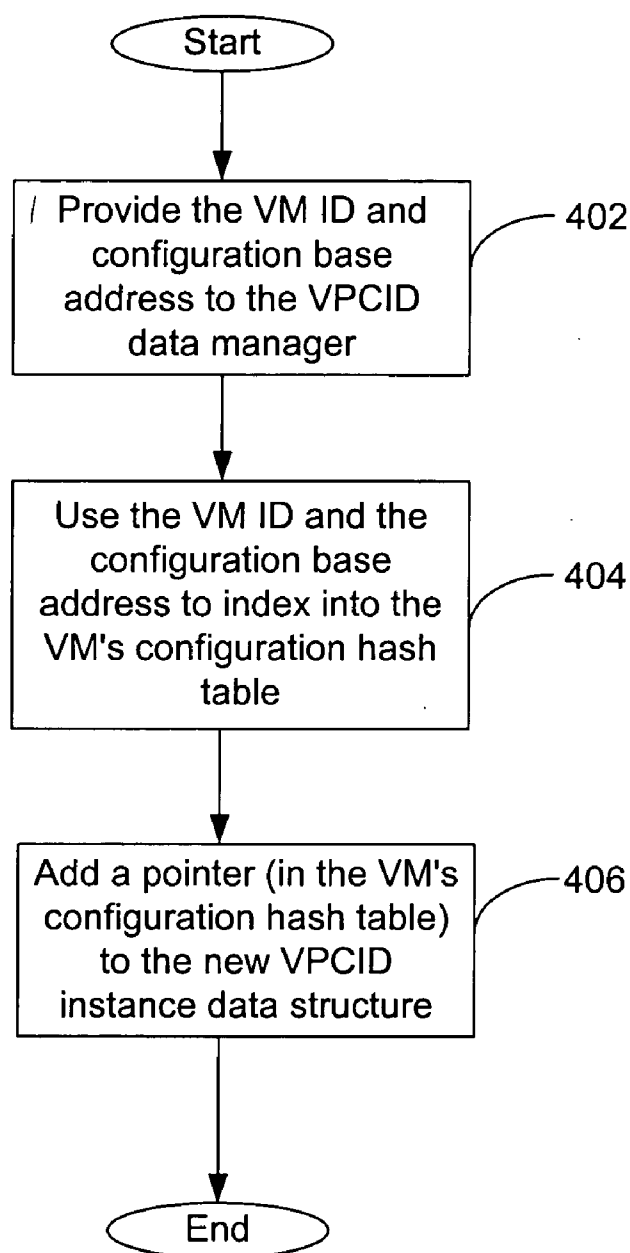 Start
Provide the VM ID and
configuration base
address to the VPCID
data manager
402
Use the VM ID and the
configuration base
address to index into the
VM's configuration hash
table
404
Add a pointer (in the VM's
configuration hash table)
to the new VPCID
instance data structure
406
End